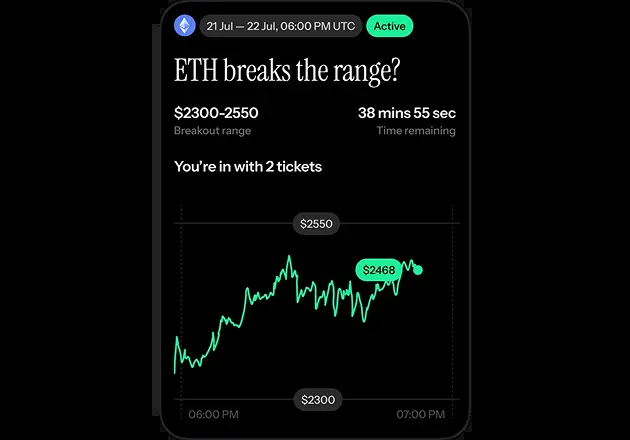 21 Jul — 22 Jul, 06:00 PM UTC Active
ETH breaks the range?
$2300-2550 38 mins 55 sec
Breakout range Time remaining
You're in with 2 tickets
$2550
$2468
$2300
06:00 PM 07:00 PM